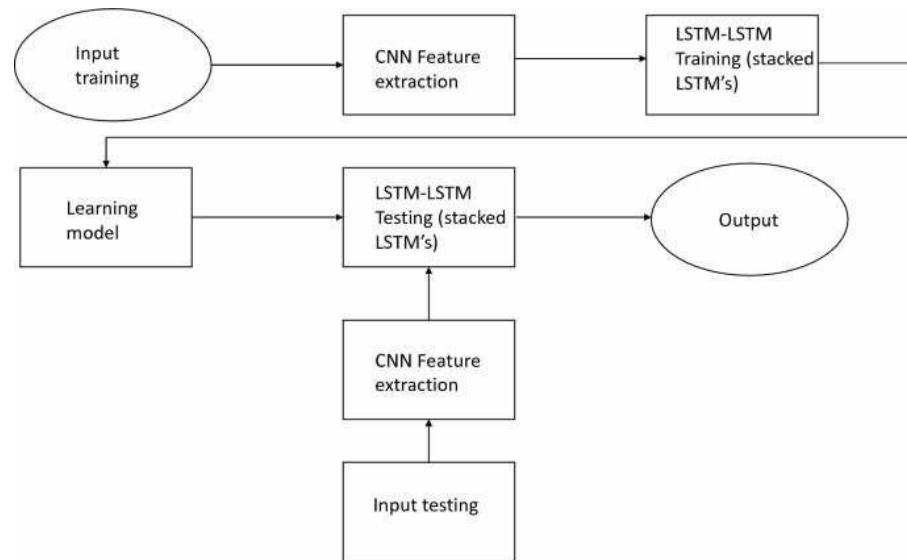 Input
training
CNN Feature
extraction
LSTM-LSTM
Training (stacked
LSTM's)
Learning
model
LSTM-LSTM
Testing (stacked
LSTM's)
Output
CNN Feature
extraction
Input testing